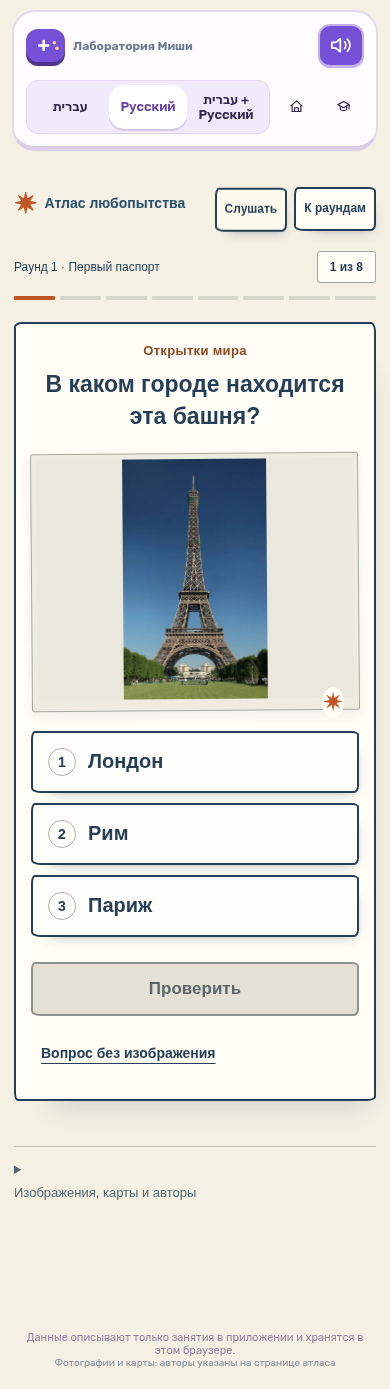 Лаборатория Миши
עברית
Русский
עברית +
Русский
Атлас любопытства
Слушать
К раундам
Раунд 1 · Первый паспорт
1 из 8
Открытки мира
В каком городе находится
эта башня?
1 Лондон
2 Рим
3 Париж
Проверить
Вопрос без изображения
Изображения, карты и авторы
Данные описывают только занятия в приложении и хранятся в
этом браузере.
Фотографии и карты: авторы указаны на странице атласа